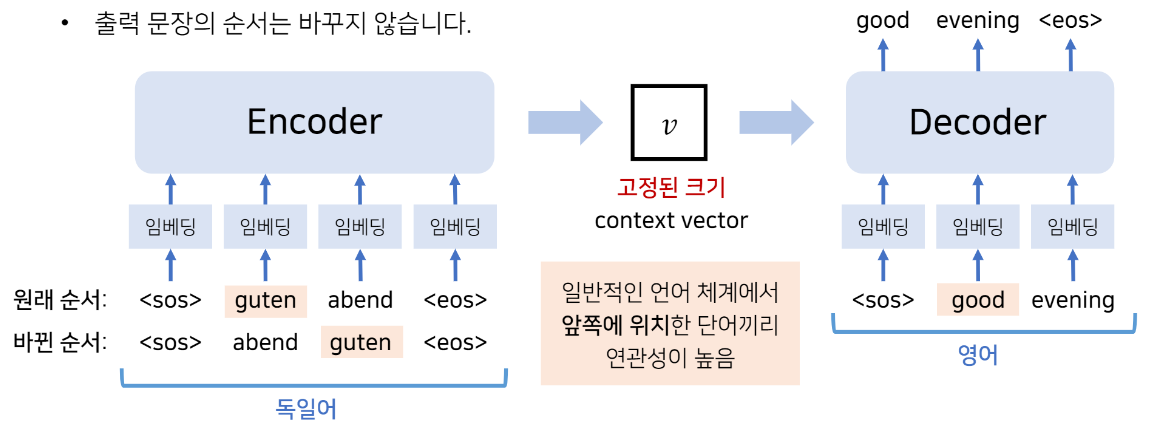 • 출력 문장의 순서는 바꾸지 않습니다.
good evening <eos>
Encoder
v
Decoder
고정된 크기
context vector
임베딩 임베딩 임베딩 임베딩
임베딩 임베딩 임베딩
원래 순서: <sos> guten abend <eos>
바뀐 순서: <sos> abend guten <eos>
독일어
일반적인 언어 체계에서
앞쪽에 위치한 단어끼리
연관성이 높음
<sos> good evening
영어